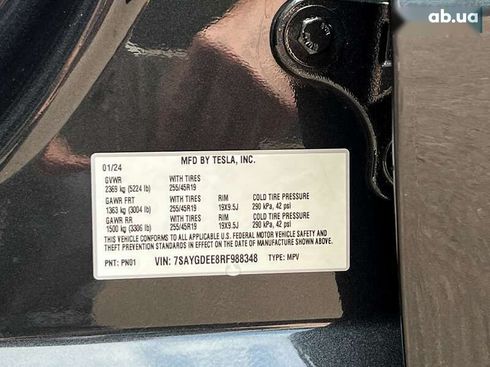 ab.ua
MFD BY TESLA, INC.
01/24
GVWR WITH TIRES
2369 kg (5224 lb) 255/45R19
GAWR FRT WITH TIRES RIM COLD TIRE PRESSURE
1363 kg (3004 lb) 255/45R19 19X9.5J 290 kPa, 42 psi
GAWR RR WITH TIRES RIM COLD TIRE PRESSURE
1500 kg (3306 lb) 255/45R19 19X9.5J 290 kPa, 42 psi
THIS VEHICLE CONFORMS TO ALL APPLICABLE U.S. FEDERAL MOTOR VEHICLE SAFETY AND
THEFT PREVENTION STANDARDS IN EFFECT ON THE DATE OF MANUFACTURE SHOWN ABOVE.
PNT: PN01 VIN: 7SAYGDEE8RF988348 TYPE: MPV